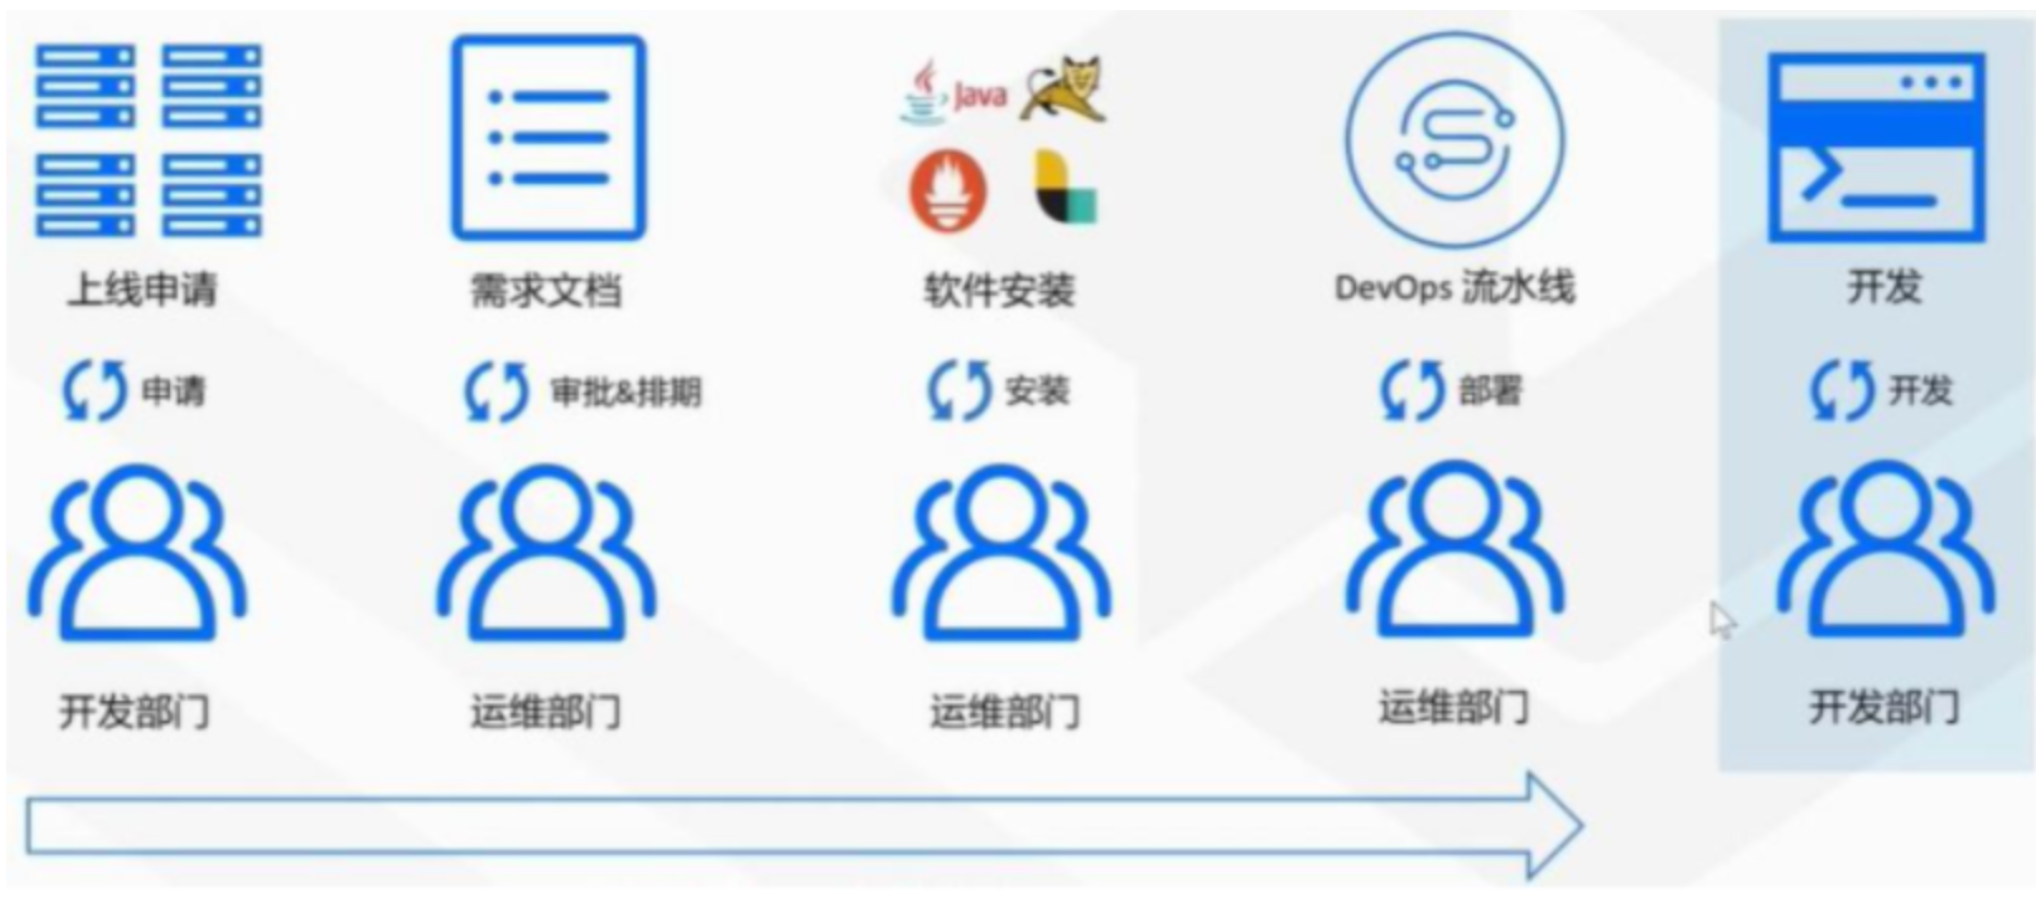 Java
上线申请
需求文档
软件安装
DevOps 流水线
开发
申请
审批&排期
安装
部署
开发
开发部门
运维部门
运维部门
运维部门
开发部门